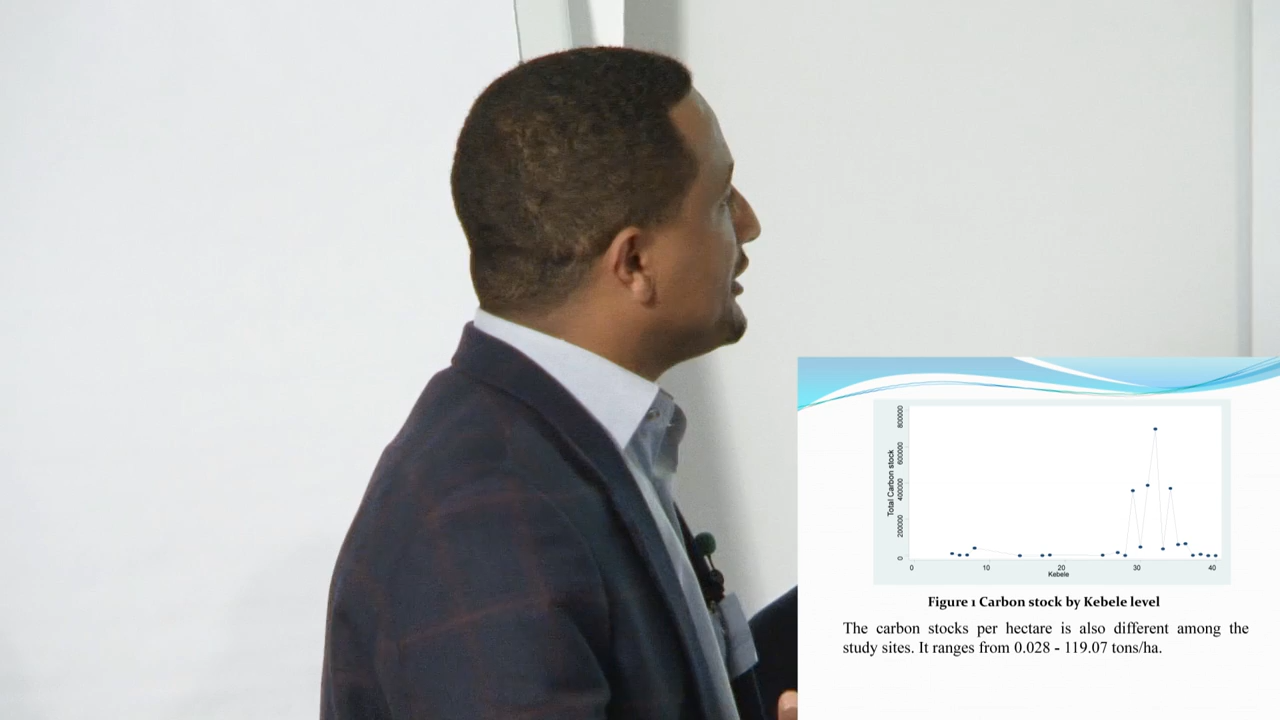 800000
600000
400000
200000
0
Total Carbon stock
0 10 20 30 40
Kebele
Figure 1 Carbon stock by Kebele level
The carbon stocks per hectare is also different among the
study sites. It ranges from 0.028 - 119.07 tons/ha.